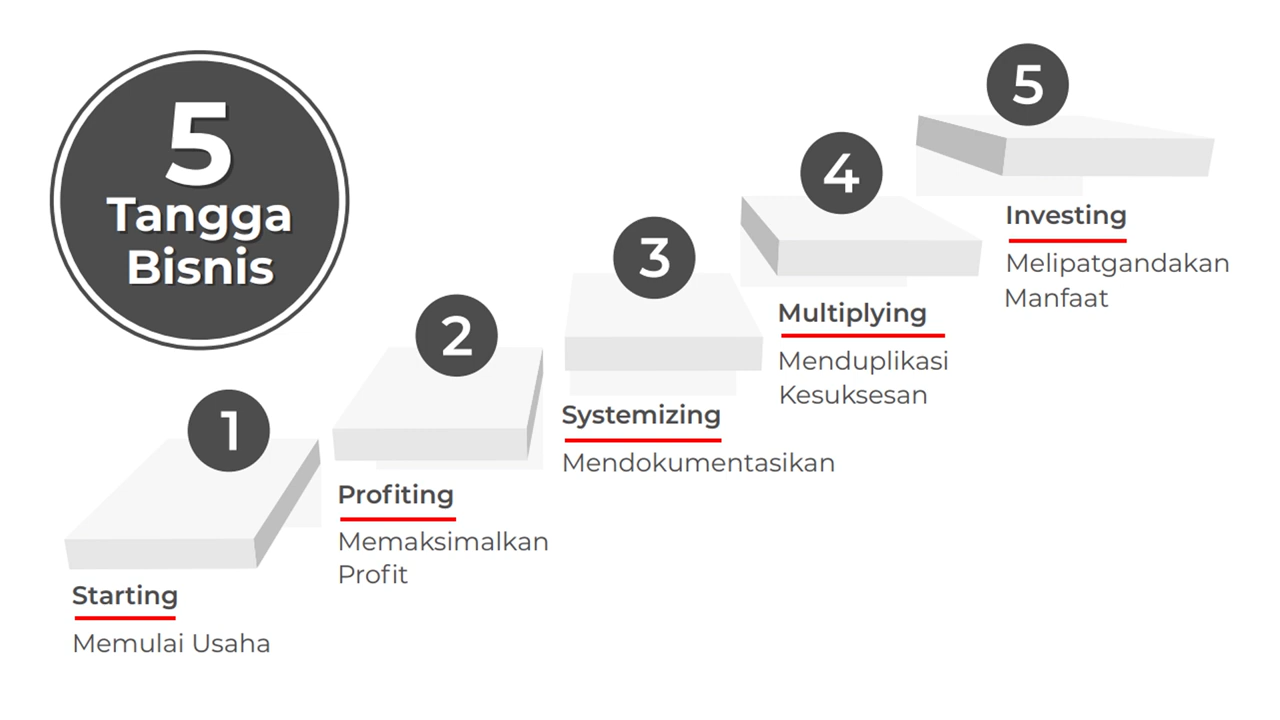 5
Tangga
Bisnis
1
Starting
Memulai Usaha
2
Profiting
Memaksimalkan
Profit
3
Systemizing
Mendokumentasikan
4
Multiplying
Menduplikasi
Kesuksesan
5
Investing
Melipatgandakan
Manfaat